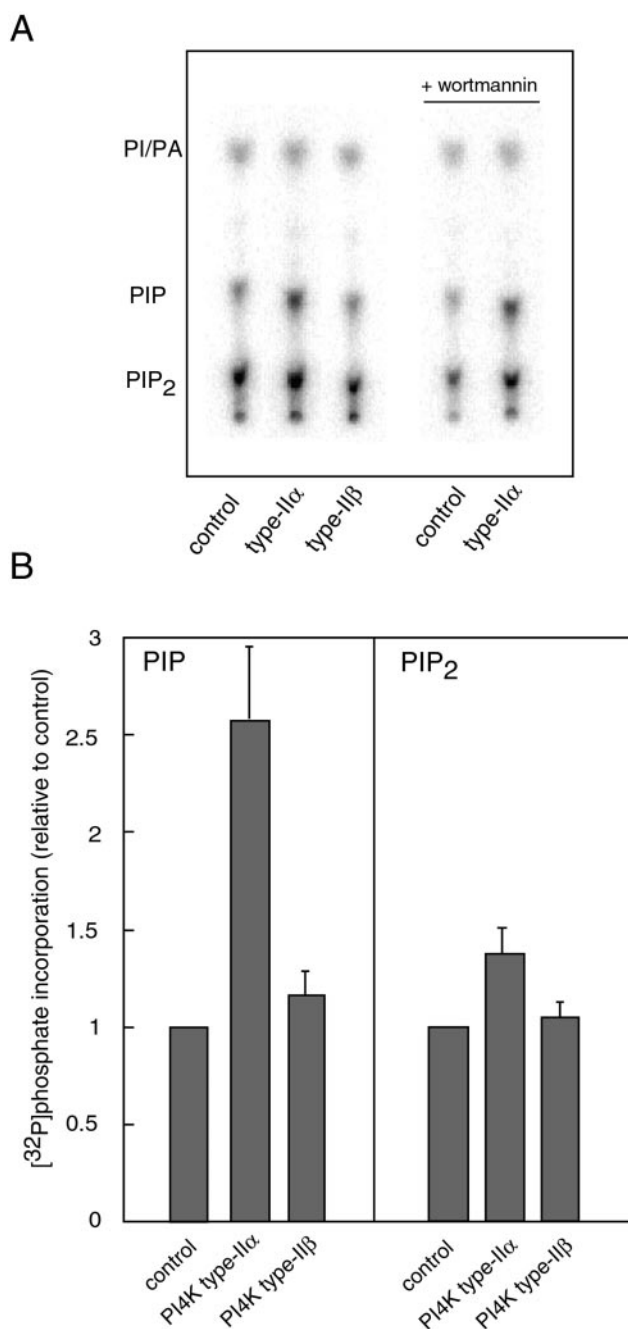 A
+ wortmannin
PI/PA
PIP
PIP2
control
type-IIα
type-IIβ
control
type-IIα
B
[32P]phosphate incorporation (relative to control)
3
2.5
2
1.5
1
0.5
0
PIP
PIP2
control
PI4K type-IIα
PI4K type-IIβ
control
PI4K type-IIα
PI4K type-IIβ